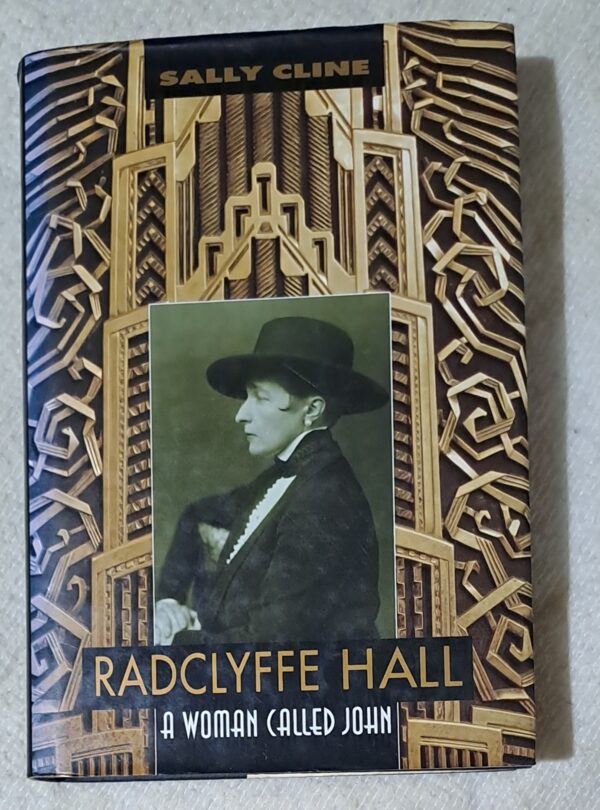 SALLY CLINE
RADCLYFFE HALL
A WOMAN CALLED JOHN